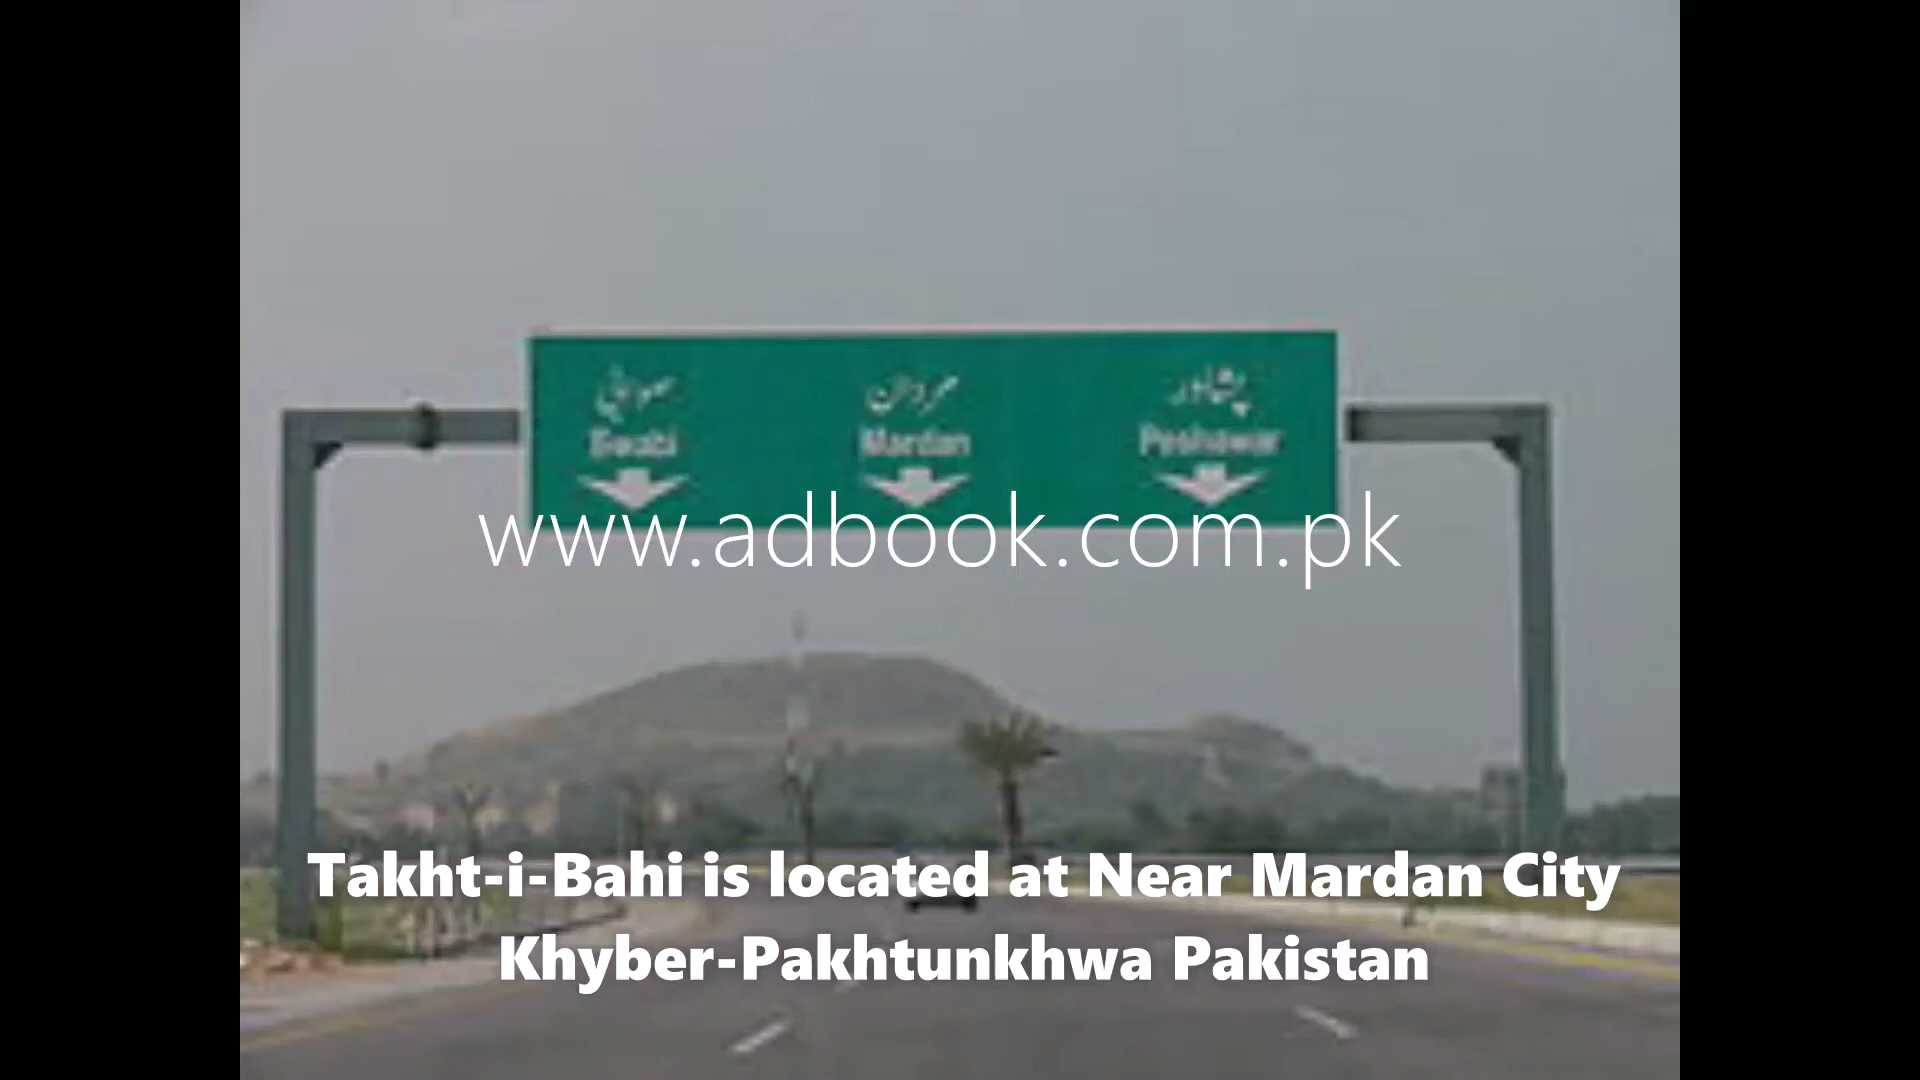 صوابی مردان پشاور
Swabi Mardan Peshawar
www.adbook.com.pk
Takht-i-Bahi is located at Near Mardan City
Khyber-Pakhtunkhwa Pakistan